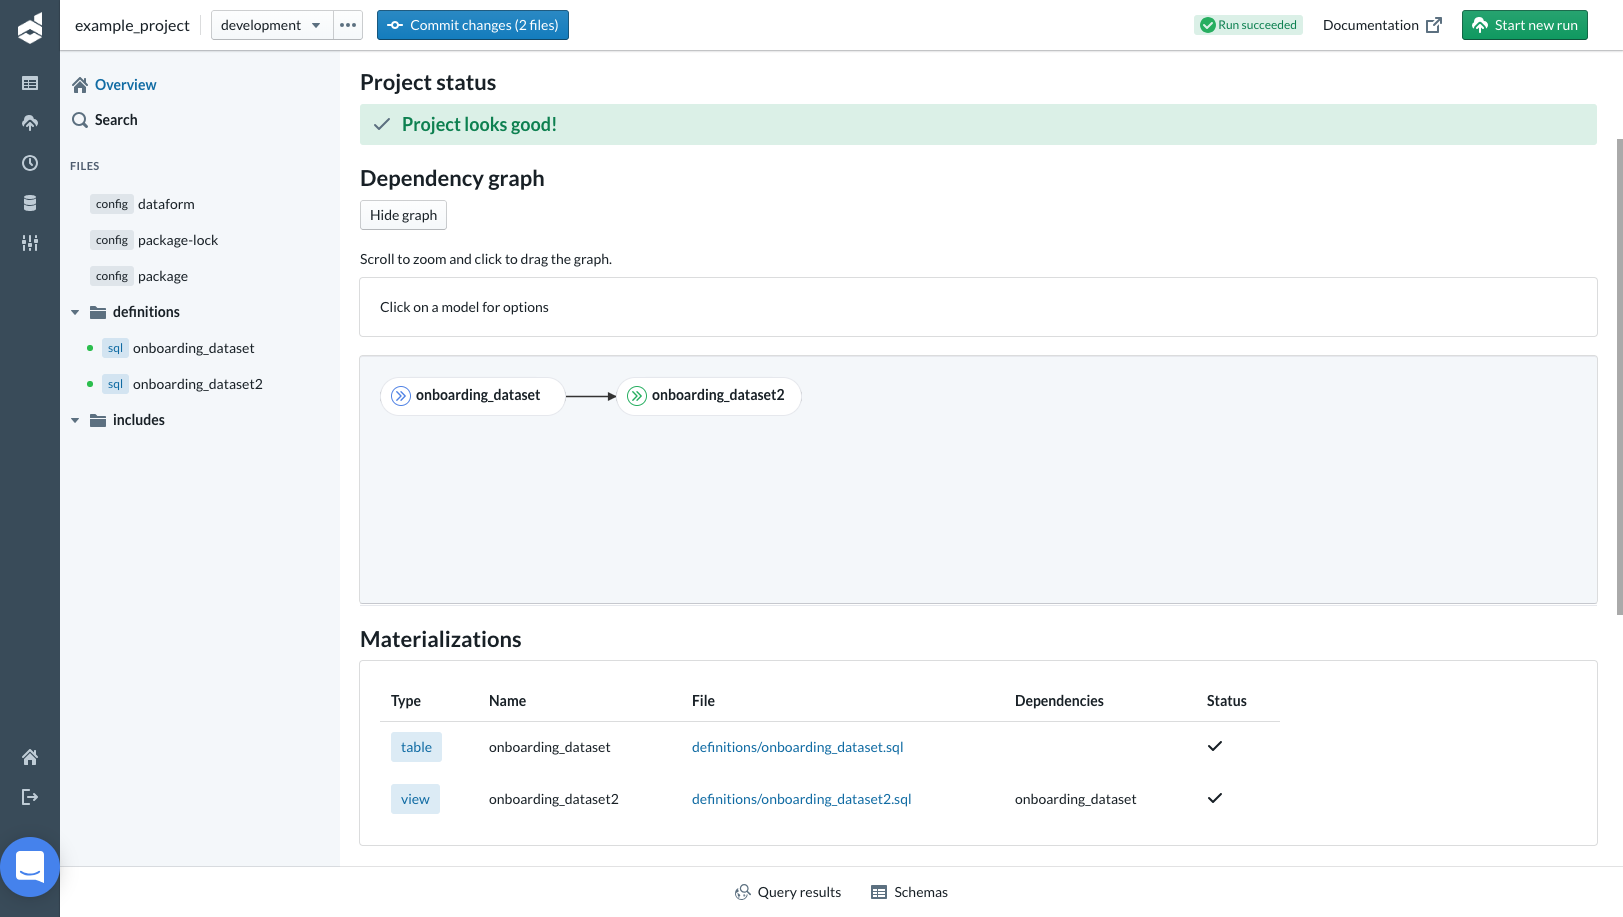 example_project
development
Commit changes (2 files)
Run succeeded
Documentation
Start new run
Overview
Search
FILES
config dataform
config package-lock
config package
definitions
sql onboarding_dataset
sql onboarding_dataset2
includes
Project status
Project looks good!
Dependency graph
Hide graph
Scroll to zoom and click to drag the graph.
Click on a model for options
onboarding_dataset
onboarding_dataset2
Materializations
Type Name File Dependencies Status
table onboarding_dataset definitions/onboarding_dataset.sql
view onboarding_dataset2 definitions/onboarding_dataset2.sql onboarding_dataset
Query results
Schemas